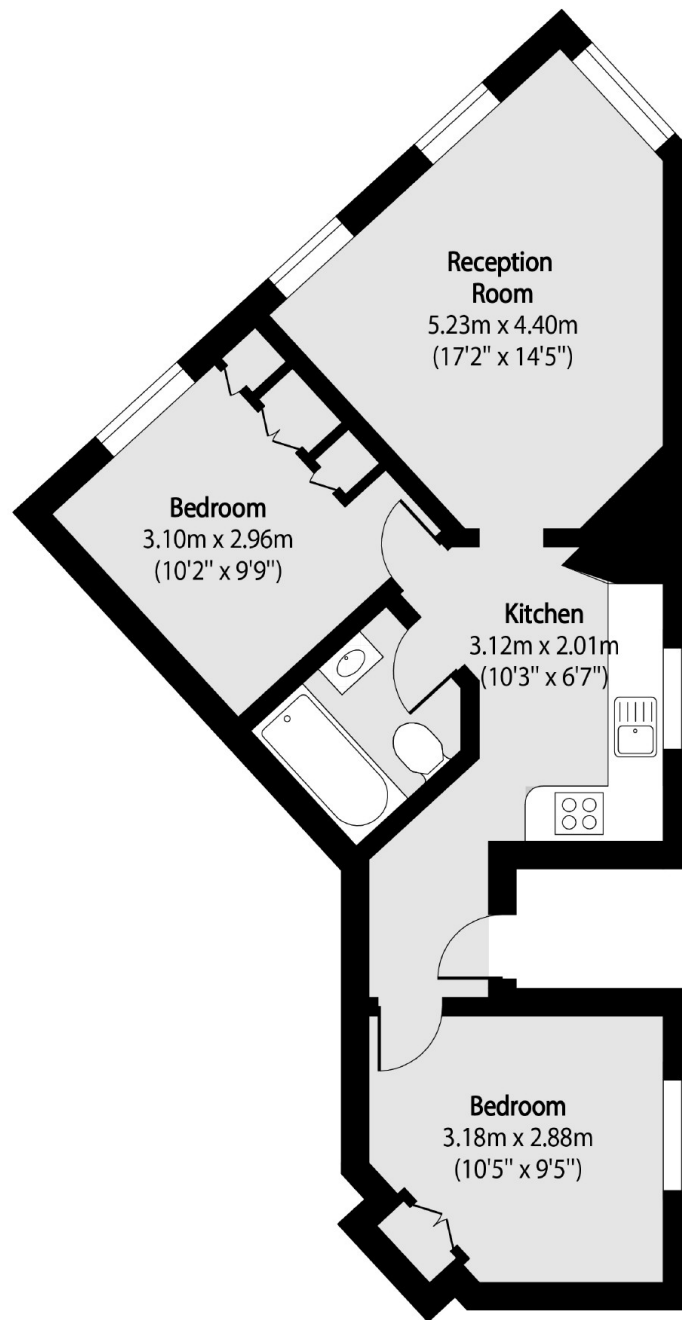 Reception
Room
5.23m x 4.40m
(17'2" x 14'5")
Bedroom
3.10m x 2.96m
(10'2" x 9'9")
Kitchen
3.12m x 2.01m
(10'3" x 6'7")
Bedroom
3.18m x 2.88m
(10'5" x 9'5")